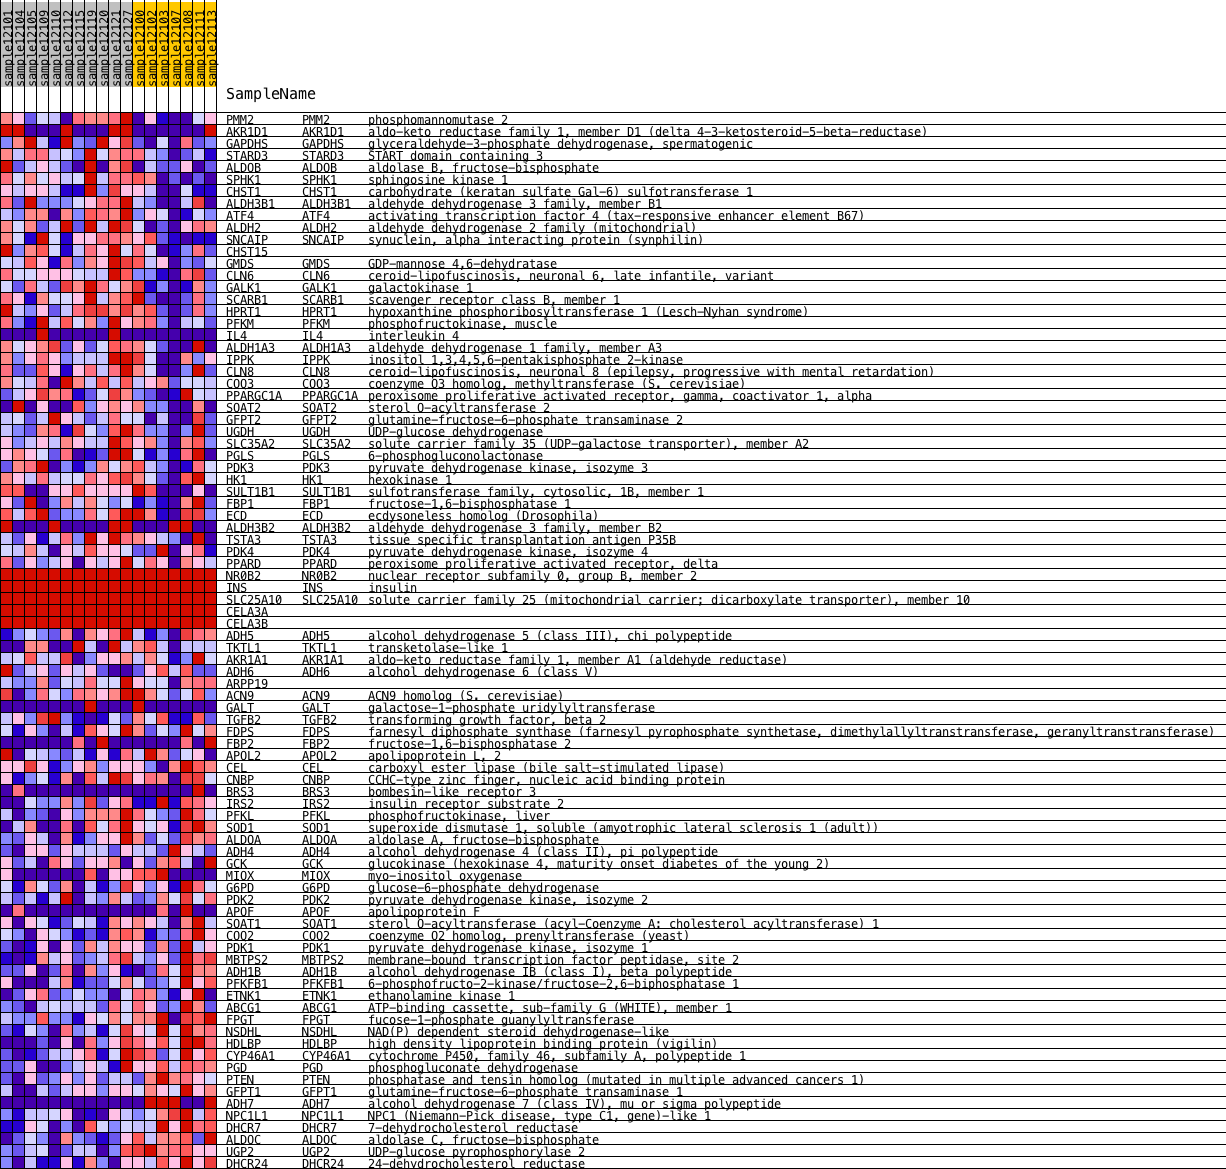 sample12101
sample12104
sample12105
sample12109
sample12110
sample12112
sample12115
sample12119
sample12120
sample12121
sample12127
sample12100
sample12102
sample12103
sample12107
sample12108
sample12111
sample12113
SampleName
PMM2 PMM2 phosphomannomutase 2
AKR1D1 AKR1D1 aldo-keto reductase family 1, member D1 (delta 4-3-ketosteroid-5-beta-reductase)
GAPDHS GAPDHS glyceraldehyde-3-phosphate dehydrogenase, spermatogenic
STARD3 STARD3 START domain containing 3
ALDOB ALDOB aldolase B, fructose-bisphosphate
SPHK1 SPHK1 sphingosine kinase 1
CHST1 CHST1 carbohydrate (keratan sulfate Gal-6) sulfotransferase 1
ALDH3B1 ALDH3B1 aldehyde dehydrogenase 3 family, member B1
ATF4 ATF4 activating transcription factor 4 (tax-responsive enhancer element B67)
ALDH2 ALDH2 aldehyde dehydrogenase 2 family (mitochondrial)
SNCAIP SNCAIP synuclein, alpha interacting protein (synphilin)
CHST15
GMDS GMDS GDP-mannose 4,6-dehydratase
CLN6 CLN6 ceroid-lipofuscinosis, neuronal 6, late infantile, variant
GALK1 GALK1 galactokinase 1
SCARB1 SCARB1 scavenger receptor class B, member 1
HPRT1 HPRT1 hypoxanthine phosphoribosyltransferase 1 (Lesch-Nyhan syndrome)
PFKM PFKM phosphofructokinase, muscle
IL4 IL4 interleukin 4
ALDH1A3 ALDH1A3 aldehyde dehydrogenase 1 family, member A3
IPPK IPPK inositol 1,3,4,5,6-pentakisphosphate 2-kinase
CLN8 CLN8 ceroid-lipofuscinosis, neuronal 8 (epilepsy, progressive with mental retardation)
COQ3 COQ3 coenzyme Q3 homolog, methyltransferase (S. cerevisiae)
PPARGC1A PPARGC1A peroxisome proliferative activated receptor, gamma, coactivator 1, alpha
SOAT2 SOAT2 sterol O-acyltransferase 2
GFPT2 GFPT2 glutamine-fructose-6-phosphate transaminase 2
UGDH UGDH UDP-glucose dehydrogenase
SLC35A2 SLC35A2 solute carrier family 35 (UDP-galactose transporter), member A2
PGLS PGLS 6-phosphogluconolactonase
PDK3 PDK3 pyruvate dehydrogenase kinase, isozyme 3
HK1 HK1 hexokinase 1
SULT1B1 SULT1B1 sulfotransferase family, cytosolic, 1B, member 1
FBP1 FBP1 fructose-1,6-bisphosphatase 1
ECD ECD ecdysoneless homolog (Drosophila)
ALDH3B2 ALDH3B2 aldehyde dehydrogenase 3 family, member B2
TSTA3 TSTA3 tissue specific transplantation antigen P35B
PDK4 PDK4 pyruvate dehydrogenase kinase, isozyme 4
PPARD PPARD peroxisome proliferative activated receptor, delta
NR0B2 NR0B2 nuclear receptor subfamily 0, group B, member 2
INS INS insulin
SLC25A10 SLC25A10 solute carrier family 25 (mitochondrial carrier; dicarboxylate transporter), member 10
CELA3A
CELA3B
ADH5 ADH5 alcohol dehydrogenase 5 (class III), chi polypeptide
TKTL1 TKTL1 transketolase-like 1
AKR1A1 AKR1A1 aldo-keto reductase family 1, member A1 (aldehyde reductase)
ADH6 ADH6 alcohol dehydrogenase 6 (class V)
ARPP19
ACN9 ACN9 ACN9 homolog (S. cerevisiae)
GALT GALT galactose-1-phosphate uridylyltransferase
TGFB2 TGFB2 transforming growth factor, beta 2
FDPS FDPS farnesyl diphosphate synthase (farnesyl pyrophosphate synthetase, dimethylallyltranstransferase, geranyltranstransferase)
FBP2 FBP2 fructose-1,6-bisphosphatase 2
APOL2 APOL2 apolipoprotein L, 2
CEL CEL carboxyl ester lipase (bile salt-stimulated lipase)
CNBP CNBP CCHC-type zinc finger, nucleic acid binding protein
BRS3 BRS3 bombesin-like receptor 3
IRS2 IRS2 insulin receptor substrate 2
PFKL PFKL phosphofructokinase, liver
SOD1 SOD1 superoxide dismutase 1, soluble (amyotrophic lateral sclerosis 1 (adult))
ALDOA ALDOA aldolase A, fructose-bisphosphate
ADH4 ADH4 alcohol dehydrogenase 4 (class II), pi polypeptide
GCK GCK glucokinase (hexokinase 4, maturity onset diabetes of the young 2)
MIOX MIOX myo-inositol oxygenase
G6PD G6PD glucose-6-phosphate dehydrogenase
PDK2 PDK2 pyruvate dehydrogenase kinase, isozyme 2
APOF APOF apolipoprotein F
SOAT1 SOAT1 sterol O-acyltransferase (acyl-Coenzyme A: cholesterol acyltransferase) 1
COQ2 COQ2 coenzyme Q2 homolog, prenyltransferase (yeast)
PDK1 PDK1 pyruvate dehydrogenase kinase, isozyme 1
MBTPS2 MBTPS2 membrane-bound transcription factor peptidase, site 2
ADH1B ADH1B alcohol dehydrogenase IB (class I), beta polypeptide
PFKFB1 PFKFB1 6-phosphofructo-2-kinase/fructose-2,6-biphosphatase 1
ETNK1 ETNK1 ethanolamine kinase 1
ABCG1 ABCG1 ATP-binding cassette, sub-family G (WHITE), member 1
FPGT FPGT fucose-1-phosphate guanylyltransferase
NSDHL NSDHL NAD(P) dependent steroid dehydrogenase-like
HDLBP HDLBP high density lipoprotein binding protein (vigilin)
CYP46A1 CYP46A1 cytochrome P450, family 46, subfamily A, polypeptide 1
PGD PGD phosphogluconate dehydrogenase
PTEN PTEN phosphatase and tensin homolog (mutated in multiple advanced cancers 1)
GFPT1 GFPT1 glutamine-fructose-6-phosphate transaminase 1
ADH7 ADH7 alcohol dehydrogenase 7 (class IV), mu or sigma polypeptide
NPC1L1 NPC1L1 NPC1 (Niemann-Pick disease, type C1, gene)-like 1
DHCR7 DHCR7 7-dehydrocholesterol reductase
ALDOC ALDOC aldolase C, fructose-bisphosphate
UGP2 UGP2 UDP-glucose pyrophosphorylase 2
DHCR24 DHCR24 24-dehydrocholesterol reductase